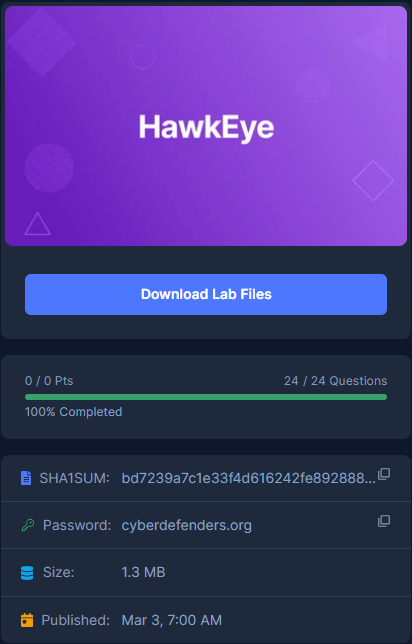 HawkEye
Download Lab Files
0 / 0 Pts 24 / 24 Questions
100% Completed
SHA1SUM: bd7239a7c1e33f4d616242fe892888...
Password: cyberdefenders.org
Size: 1.3 MB
Published: Mar 3, 7:00 AM